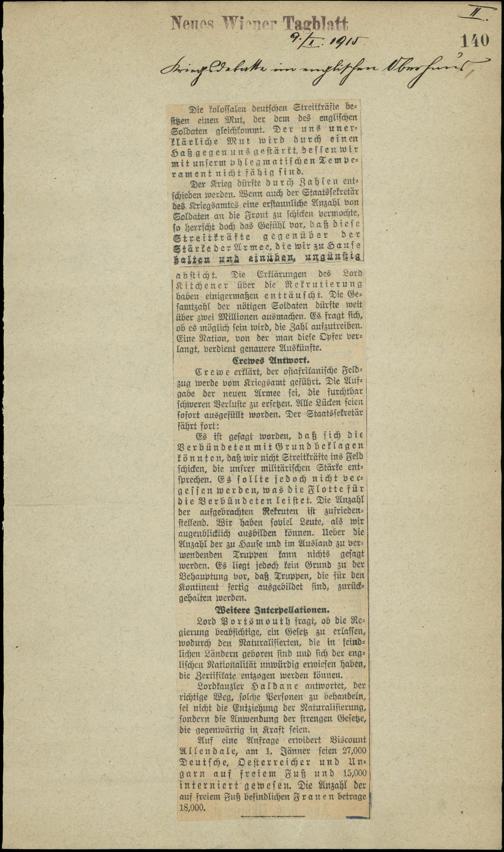 II.
Neues Wiener Tagblatt
9./I. 1915
140
Kriegsdebatte im englischen Oberhaus,
Die kolossalen deutschen Streitkräfte be-
sitzen einen Mut, der dem des englischen
Soldaten gleichkommt. Der uns uner-
klärliche Mut wird durch einen
Haß gegen uns gestärkt, dessen wir
mit unserm phlegmatischen Tempe-
rament nicht fähig sind.
Der Krieg dürfte durch Zahlen ent-
schieden werden. Wenn auch der Staatssekretär
des Kriegsamtes eine erstaunliche Anzahl von
Soldaten an die Front zu schicken vermochte,
so herrscht doch das Gefühl vor, daß diese
Streitkräfte gegenüber der
Stärke der Armee, die wir zu Hause
halten und einüben, ungünstig
absticht. Die Erklärungen des Lord
Kitchener über die Rekrutierung
haben einigermaßen enttäuscht. Die Ge-
samtzahl der nötigen Soldaten dürfte weit
über zwei Millionen ausmachen. Es fragt sich,
ob es möglich sein wird, die Zahl aufzutreiben.
Eine Nation, von der man diese Opfer ver-
langt, verdient genauere Auskünfte.
Crewes Antwort.
Crewe erklärt, der ostafrikanische Feld-
zug werde vom Kriegsamt geführt. Die Auf-
gabe der neuen Armee sei, die furchtbar
schweren Verluste zu ersetzen. Alle Lücken seien
sofort ausgefüllt worden. Der Staatssekretär
fährt fort:
Es ist gesagt worden, daß sich die
Verbündeten mit Grund beklagen
könnten, daß wir nicht Streitkräfte ins Feld
schicken, die unsrer militärischen Stärke ent-
sprechen. Es sollte jedoch nicht ver-
gessen werden, was die Flotte für
die Verbündeten leistet. Die Anzahl
der aufgebrachten Rekruten ist zufrieden-
stellend. Wir haben soviel Leute, als wir
augenblicklich ausbilden können. Ueber die
Anzahl der zu Hause und im Ausland zu ver-
wendenden Truppen kann nichts gesagt
werden. Es liegt jedoch kein Grund zu der
Behauptung vor, daß Truppen, die für den
Kontinent fertig ausgebildet sind, zurück-
gehalten werden.
Weitere Interpellationen.
Lord Portsmouth fragt, ob die Re-
gierung beabsichtige, ein Gesetz zu erlassen,
wodurch den Naturalisierten, die in feind-
lichen Ländern geboren sind und sich der eng-
lischen Nationalität unwürdig erwiesen haben,
die Zertifikate entzogen werden können.
Lordkanzler Haldane antwortet, der
richtige Weg, solche Personen zu behandeln,
sei nicht die Entziehung der Naturalisierung,
sondern die Anwendung der strengen Gesetze,
die gegenwärtig in Kraft seien.
Auf eine Anfrage erwidert Viscount
Allendale, am 1. Jänner seien 27,000
Deutsche, Oesterreicher und Un-
garn auf freiem Fuß und 15,000
interniert gewesen. Die Anzahl der
auf freiem Fuß befindlichen Frauen betrage
18,000.